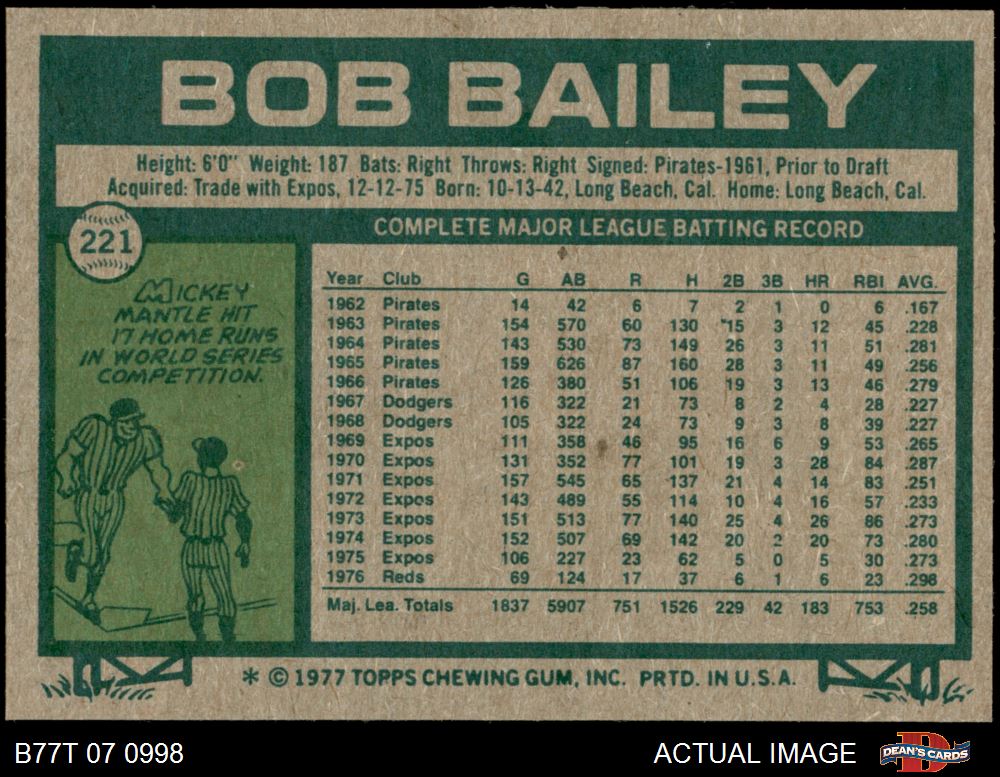 BOB BAILEY
Height: 6'0" Weight: 187 Bats: Right Throws: Right Signed: Pirates-1961, Prior to Draft
Acquired: Trade with Expos, 12-12-75 Born: 10-13-42, Long Beach, Cal. Home: Long Beach, Cal.
221
MICKEY
MANTLE HIT
17 HOME RUNS
IN WORLD SERIES
COMPETITION.
COMPLETE MAJOR LEAGUE BATTING RECORD
Year Club G AB R H 2B 3B HR RBI AVG.
1962 Pirates 14 42 6 7 2 1 0 6 .167
1963 Pirates 154 570 60 130 15 3 12 45 .228
1964 Pirates 143 530 73 149 26 3 11 51 .281
1965 Pirates 159 626 87 160 28 3 11 49 .256
1966 Pirates 126 380 51 106 19 3 13 46 .279
1967 Dodgers 116 322 21 73 8 2 4 28 .227
1968 Dodgers 105 322 24 73 9 3 8 39 .227
1969 Expos 111 358 46 95 16 6 9 53 .265
1970 Expos 131 352 77 101 19 3 28 84 .287
1971 Expos 157 545 65 137 21 4 14 83 .251
1972 Expos 143 489 55 114 10 4 16 57 .233
1973 Expos 151 513 77 140 25 4 26 86 .273
1974 Expos 152 507 69 142 20 2 20 73 .280
1975 Expos 106 227 23 62 5 0 5 30 .273
1976 Reds 69 124 17 37 6 1 6 23 .298
Maj. Lea. Totals 1837 5907 751 1526 229 42 183 753 .258
* © 1977 TOPPS CHEWING GUM, INC. PRTD. IN U.S.A.
B77T 07 0998
ACTUAL IMAGE
DEAN'S CARDS